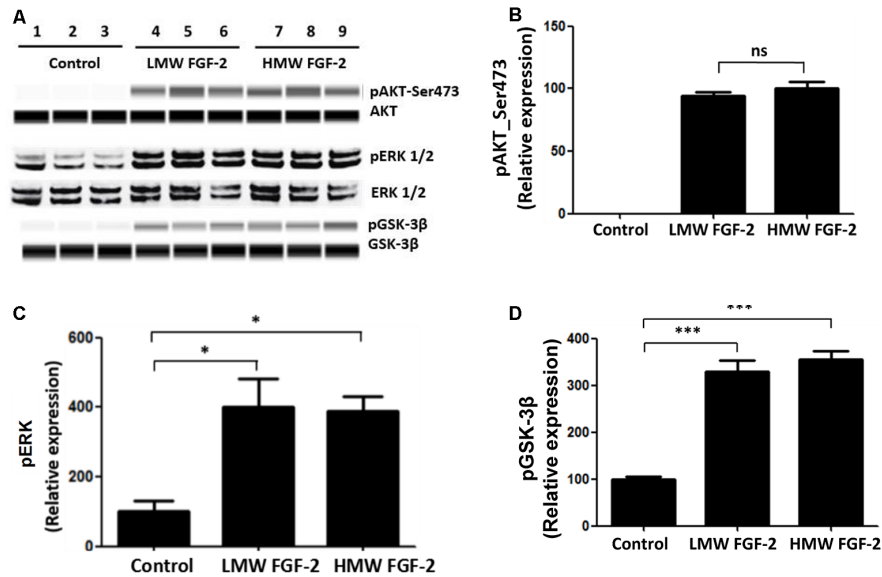 A
1 2 3 4 5 6 7 8 9
Control LMW FGF-2 HMW FGF-2
pAKT-Ser473
AKT
pERK 1/2
ERK 1/2
pGSK-3β
GSK-3β
B
pAKT_Ser473
(Relative expression)
150
100
50
0
ns
Control LMW FGF-2 HMW FGF-2
C
pERK
(Relative expression)
600
400
200
0
*
*
Control LMW FGF-2 HMW FGF-2
D
pGSK-3β
(Relative expression)
400
300
200
100
0
***
***
Control LMW FGF-2 HMW FGF-2